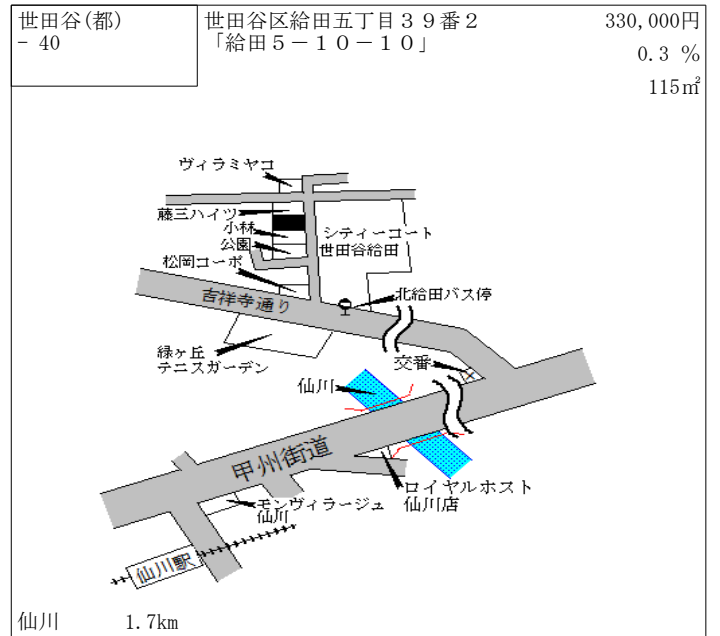 世田谷(都)
- 40
世田谷区給田五丁目３９番２
「給田５－１０－１０」
330,000円
0.3 %
115㎡
ヴィラミヤコ
藤三ハイツ
小林
公園
松岡コーポ
シティーコート
世田谷給田
吉祥寺通り
北給田バス停
緑ヶ丘
テニスガーデン
交番
仙川
甲州街道
ロイヤルホスト
仙川店
モンヴィラージュ
仙川
仙川駅
仙川 1.7km